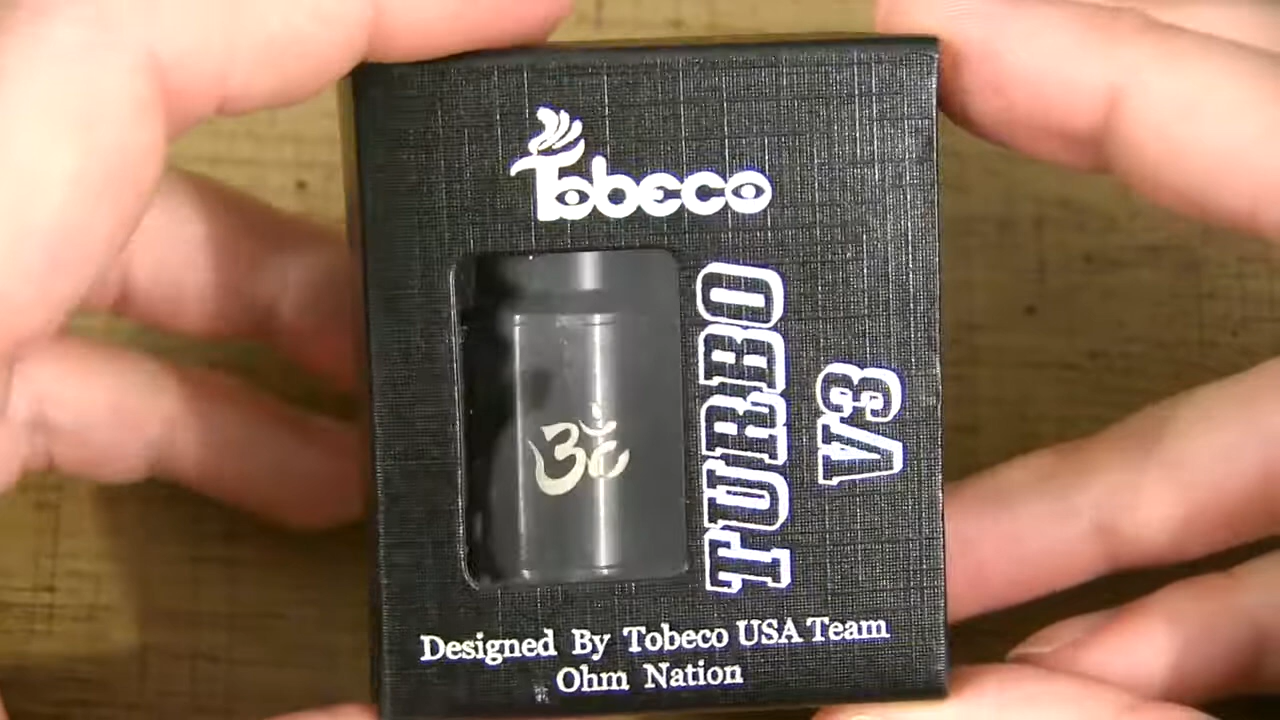 Tobeco
ॐ
TURBO
V3
Designed By Tobeco USA Team
Ohm Nation